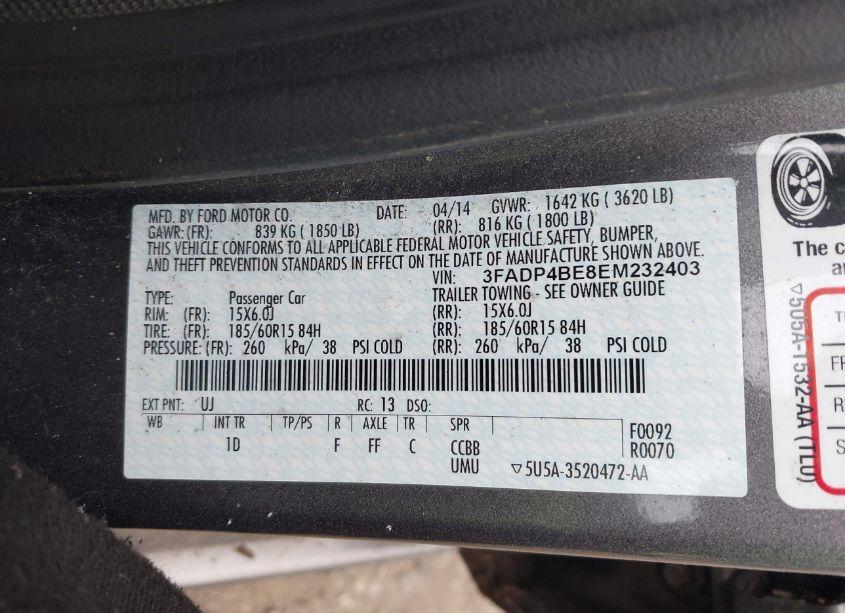 MFD. BY FORD MOTOR CO. DATE: 04/14 GVWR: 1642 KG ( 3620 LB)
GAWR: (FR): 839 KG ( 1850 LB) (RR): 816 KG ( 1800 LB)
THIS VEHICLE CONFORMS TO ALL APPLICABLE FEDERAL MOTOR VEHICLE SAFETY, BUMPER,
AND THEFT PREVENTION STANDARDS IN EFFECT ON THE DATE OF MANUFACTURE SHOWN ABOVE.
VIN: 3FADP4BE8EM232403
TYPE: Passenger Car TRAILER TOWING - SEE OWNER GUIDE
RIM: (FR): 15X6.0J (RR): 15X6.0J
TIRE: (FR): 185/60R15 84H (RR): 185/60R15 84H
PRESSURE: (FR): 260 kPa/ 38 PSI COLD (RR): 260 kPa/ 38 PSI COLD
EXT PNT: UJ RC: 13 DSO:
WB INT TR TP/PS R AXLE TR SPR F0092
1D F FF C CCBB R0070
UMU ▽5U5A-3520472-AA
The c
▽5U5A-1532-AA (TLU)